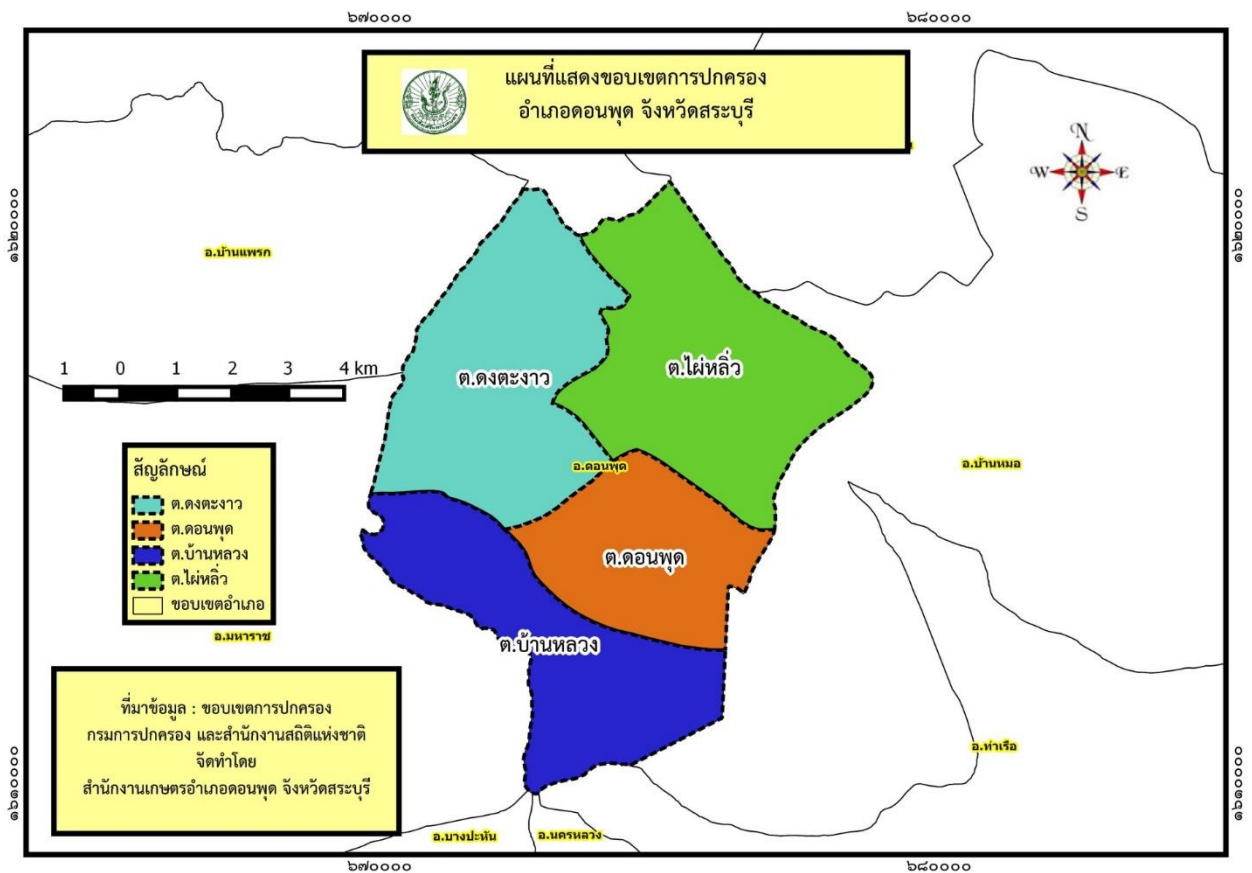 ๖๗๐๐๐๐ ๖๘๐๐๐๐
แผนที่แสดงขอบเขตการปกครอง
อำเภอดอนพุด จังหวัดสระบุรี
N
W E
S
๑๖๒๐๐๐๐ ๑๖๒๐๐๐๐
อ.บ้านแพรก
1 0 1 2 3 4 km
ต.ดงตะงาว
ต.ไผ่หลิ่ว
อ.ดอนพุด
อ.บ้านหมอ
ต.ดอนพุด
ต.บ้านหลวง
สัญลักษณ์
ต.ดงตะงาว
ต.ดอนพุด
ต.บ้านหลวง
ต.ไผ่หลิ่ว
ขอบเขตอำเภอ
อ.มหาราช
ที่มาข้อมูล : ขอบเขตการปกครอง
กรมการปกครอง และสำนักงานสถิติแห่งชาติ
จัดทำโดย
สำนักงานเกษตรอำเภอดอนพุด จังหวัดสระบุรี
อ.ท่าเรือ
๑๖๑๐๐๐๐ ๑๖๑๐๐๐๐
อ.บางปะหัน
อ.นครหลวง
๖๗๐๐๐๐ ๖๘๐๐๐๐